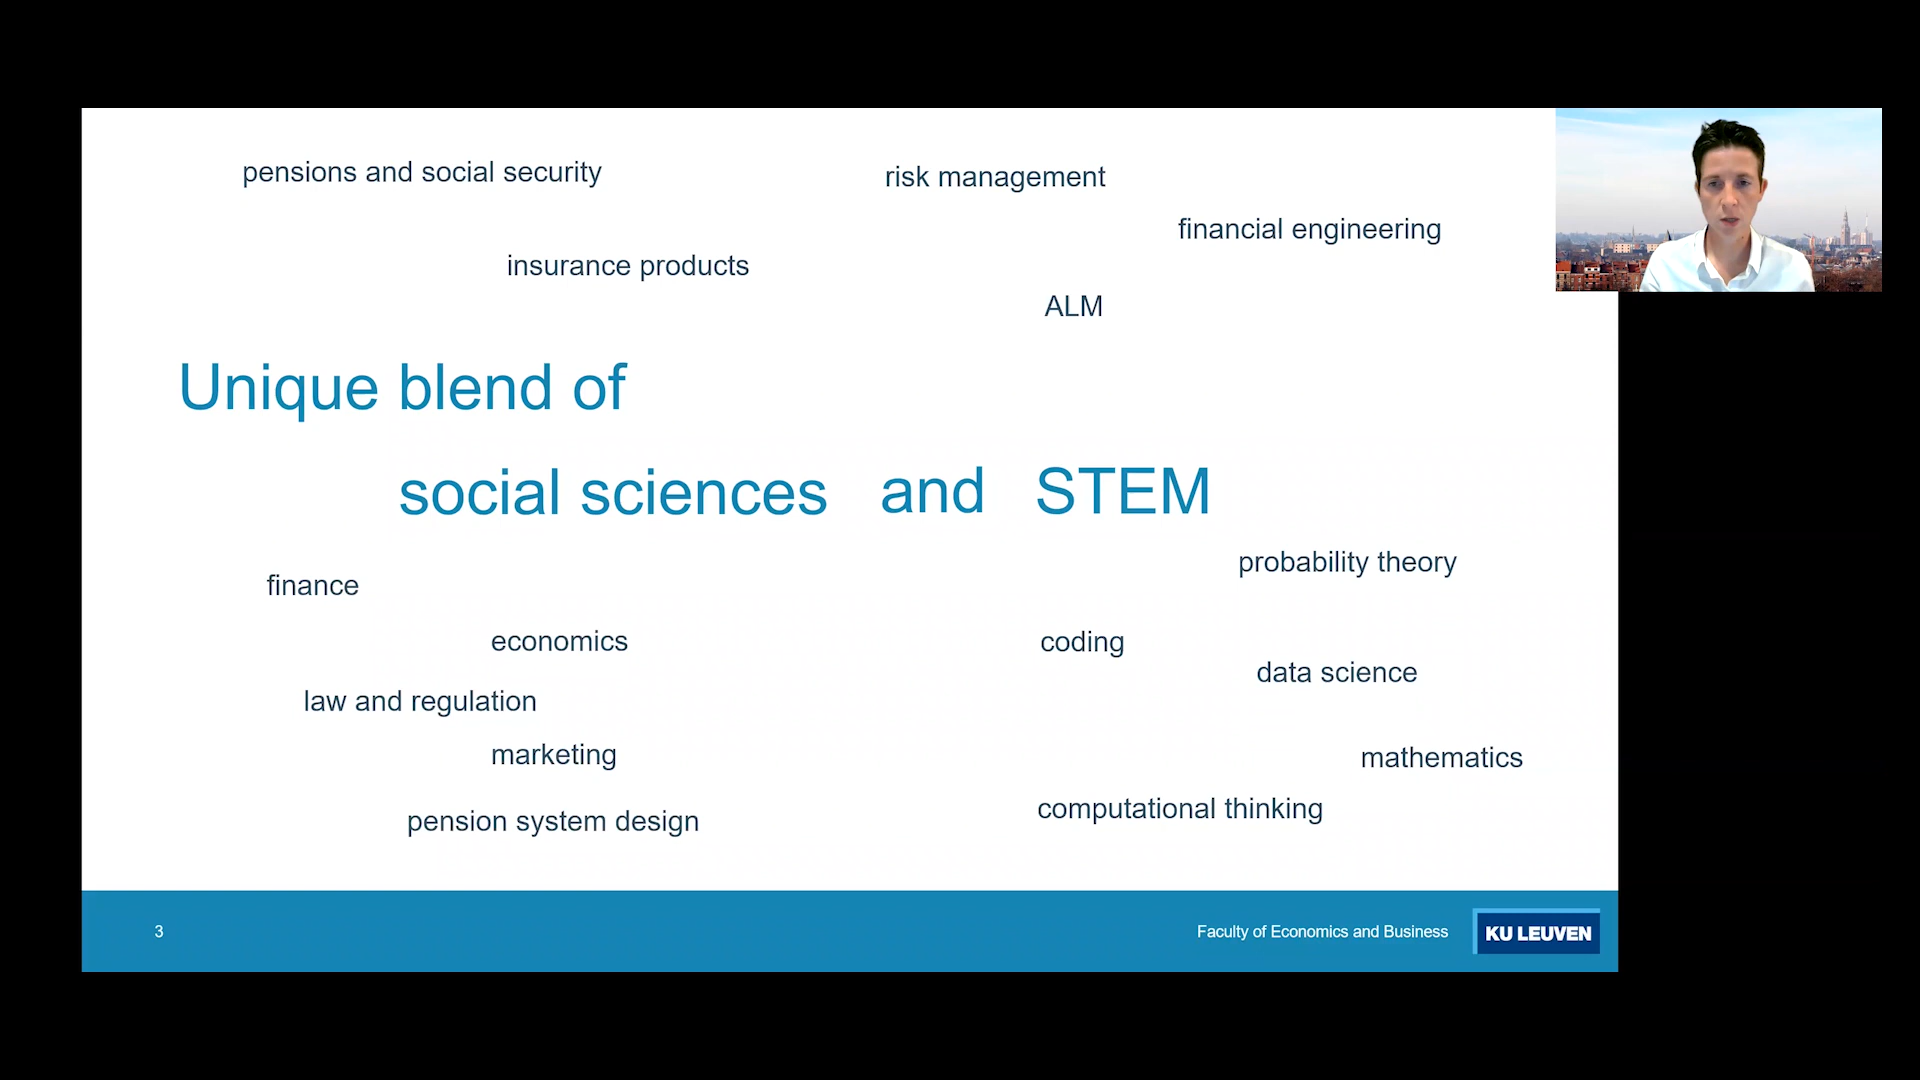 pensions and social security
risk management
financial engineering
insurance products
ALM
Unique blend of
social sciences and STEM
probability theory
finance
economics
coding
data science
law and regulation
marketing
mathematics
computational thinking
pension system design
3
Faculty of Economics and Business
KU LEUVEN